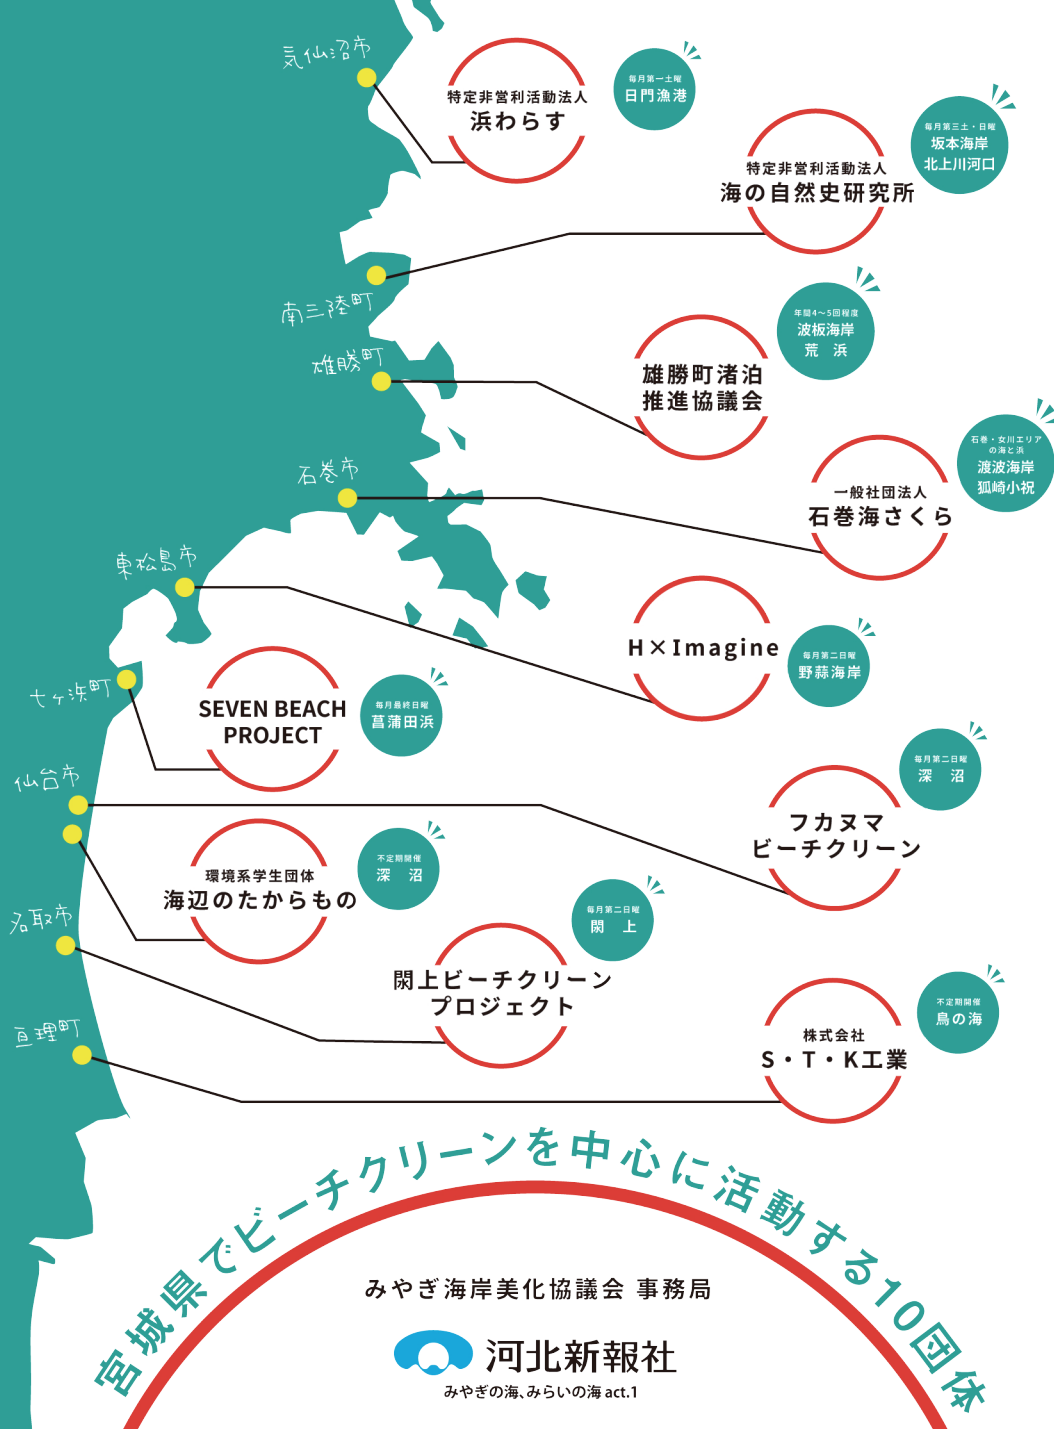 気仙沼市
特定非営利活動法人
浜わらす
毎月第一土曜
日門漁港
特定非営利活動法人
海の自然史研究所
毎月第三土・日曜
坂本海岸
北上川河口
南三陸町
雄勝町
雄勝町渚泊
推進協議会
年間4〜5回程度
波板海岸
荒　浜
石巻市
一般社団法人
石巻海さくら
石巻・女川エリア
の海と浜
渡波海岸
狐崎小祝
東松島市
H×Imagine
毎月第二日曜
野蒜海岸
七ヶ浜町
SEVEN BEACH
PROJECT
毎月最終日曜
菖蒲田浜
仙台市
フカヌマ
ビーチクリーン
毎月第二日曜
深　沼
環境系学生団体
海辺のたからもの
不定期開催
深　沼
名取市
閖上ビーチクリーン
プロジェクト
毎月第二日曜
閖　上
亘理町
株式会社
S・T・K工業
不定期開催
鳥の海
宮城県でビーチクリーンを中心に活動する10団体
みやぎ海岸美化協議会 事務局
河北新報社
みやぎの海、みらいの海 act.1